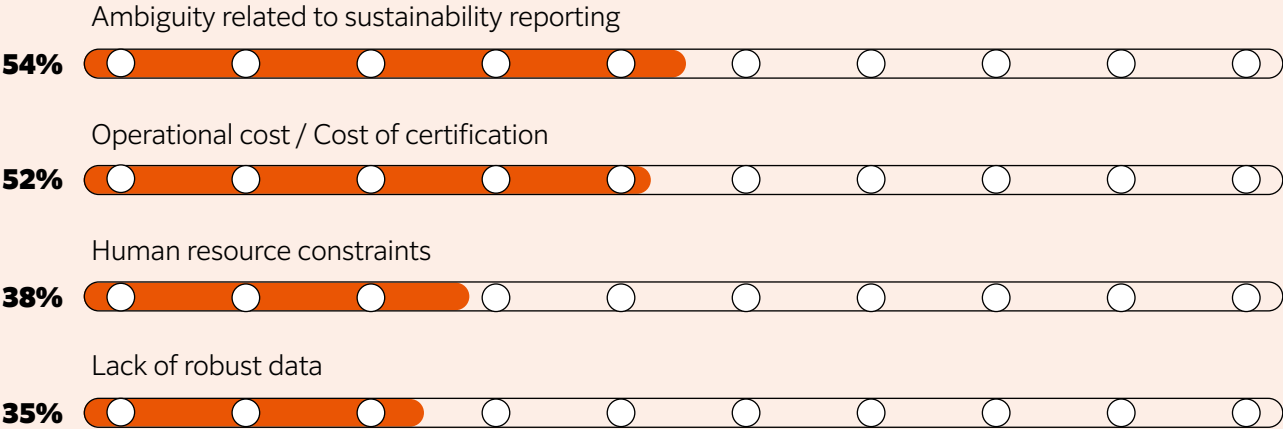 Ambiguity related to sustainability reporting
54%
Operational cost / Cost of certification
52%
Human resource constraints
38%
Lack of robust data
35%